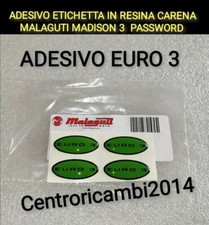 ADESIVO ETICHETTA IN RESINA CARENA
MALAGUTI MADISON 3 PASSWORD
ADESIVO EURO 3
Malaguti
EURO 3
EURO 3
EURO 3
EURO 3
Centroricambi2014